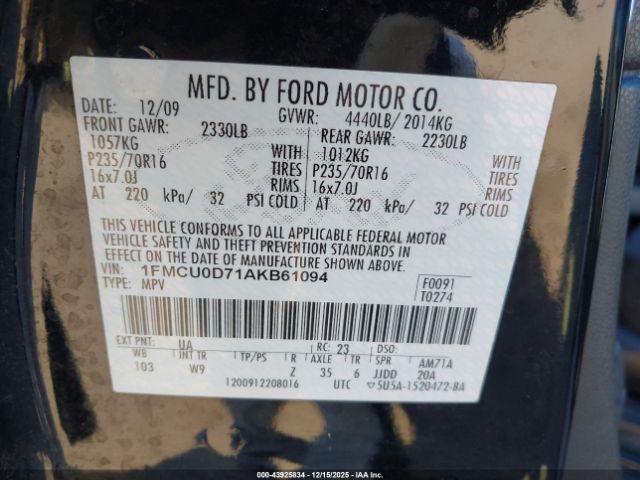 MFD. BY FORD MOTOR CO.
DATE: 12/09 GVWR: 4440LB/ 2014KG
FRONT GAWR: 2330LB REAR GAWR: 2230LB
1057KG WITH 1012KG WITH
P235/70R16 TIRES P235/70R16 TIRES
16x7.0J RIMS 16x7.0J RIMS
AT 220 kPa/ 32 PSI COLD AT 220 kPa/ 32 PSI COLD
THIS VEHICLE CONFORMS TO ALL APPLICABLE FEDERAL MOTOR
VEHICLE SAFETY AND THEFT PREVENTION STANDARDS IN
EFFECT ON THE DATE OF MANUFACTURE SHOWN ABOVE.
VIN: 1FMCU0D71AKB61094 F0091
TYPE: MPV T0274
EXT PNT: UA RC: 23 DSO:
WB INT TR TP/PS R AXLE TR SPR AM71A
103 W9 Z 35 6 JJDD 20A
1200912208016 UTC 5U5A-1520472-BA
IAA
© 43925834 | 12/15/2025 - IAAI.COM